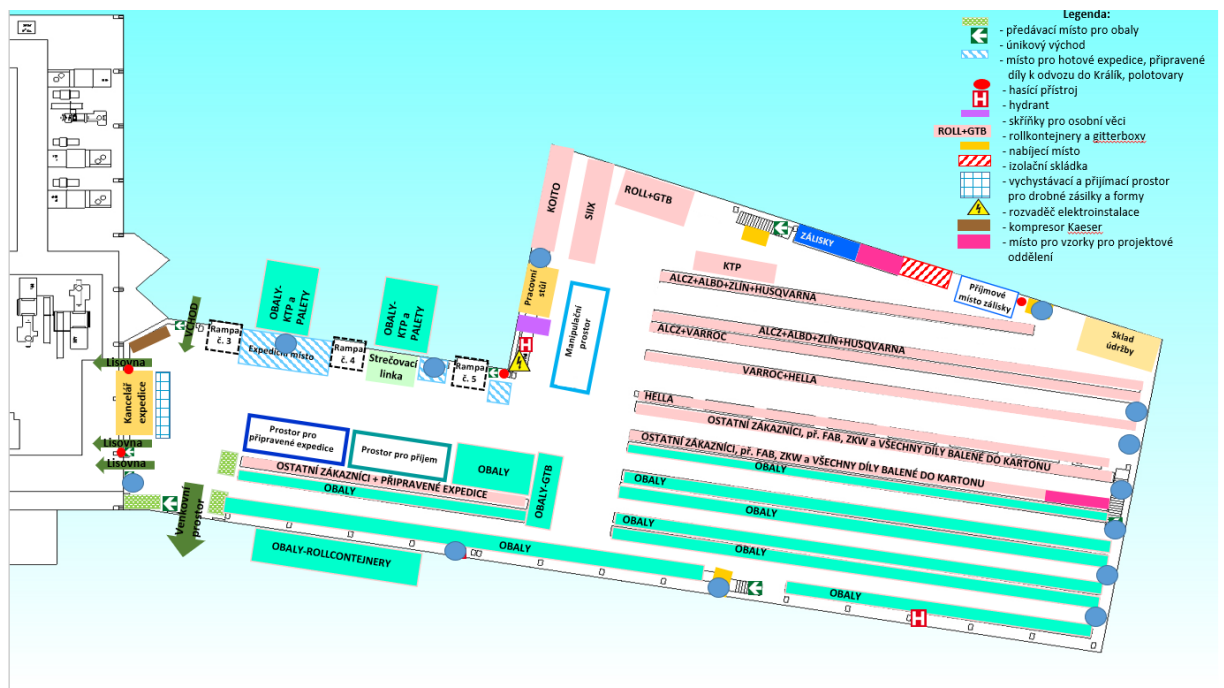 Legenda:
- předávací místo pro obaly
- únikový východ
- místo pro hotové expedice, připravené
díly k odvozu do Králík, polotovary
- hasící přístroj
H
- hydrant
- skříňky pro osobní věci
ROLL+GTB
- rollkontejnery a gitterboxy
- nabíjecí místo
- izolační skládka
- vychystávací a přijímací prostor
pro drobné zásilky a formy
- rozvaděč elektroinstalace
- kompresor Kaeser
- místo pro vzorky pro projektové
oddělení
KOITO
SIIX
ROLL+GTB
ZÁLISKY
KTP
Příjmové
místo zálisky
Sklad
údržby
Pracovní
stůl
Manipulační
prostor
H
ALCZ+ALBD+ZLÍN+HUSQVARNA
ALCZ+ALBD+ZLÍN+HUSQVARNA
ALCZ+VARROC
VARROC+HELLA
HELLA
OSTATNÍ ZÁKAZNÍCI, př. FAB, ZKW a VŠECHNY DÍLY BALENÉ DO KARTONU
OSTATNÍ ZÁKAZNÍCI, př. FAB, ZKW a VŠECHNY DÍLY BALENÉ DO KARTONU
OBALY
OBALY
OBALY
OBALY
OBALY
OBALY
H
OBALY-
KTP a
PALETY
OBALY-
KTP a
PALETY
VCHOD
Rampa
č. 3
Expediční místo
Rampa
č. 4
Strečovací
linka
Rampa
č. 5
Lisovna
Kancelář
expedice
Lisovna
Lisovna
Venkovní
prostor
Prostor pro
připravené expedice
Prostor pro příjem
OBALY
OBALY-GTB
OSTATNÍ ZÁKAZNÍCI + PŘIPRAVENÉ EXPEDICE
OBALY
OBALY
OBALY-ROLLCONTEJNERY